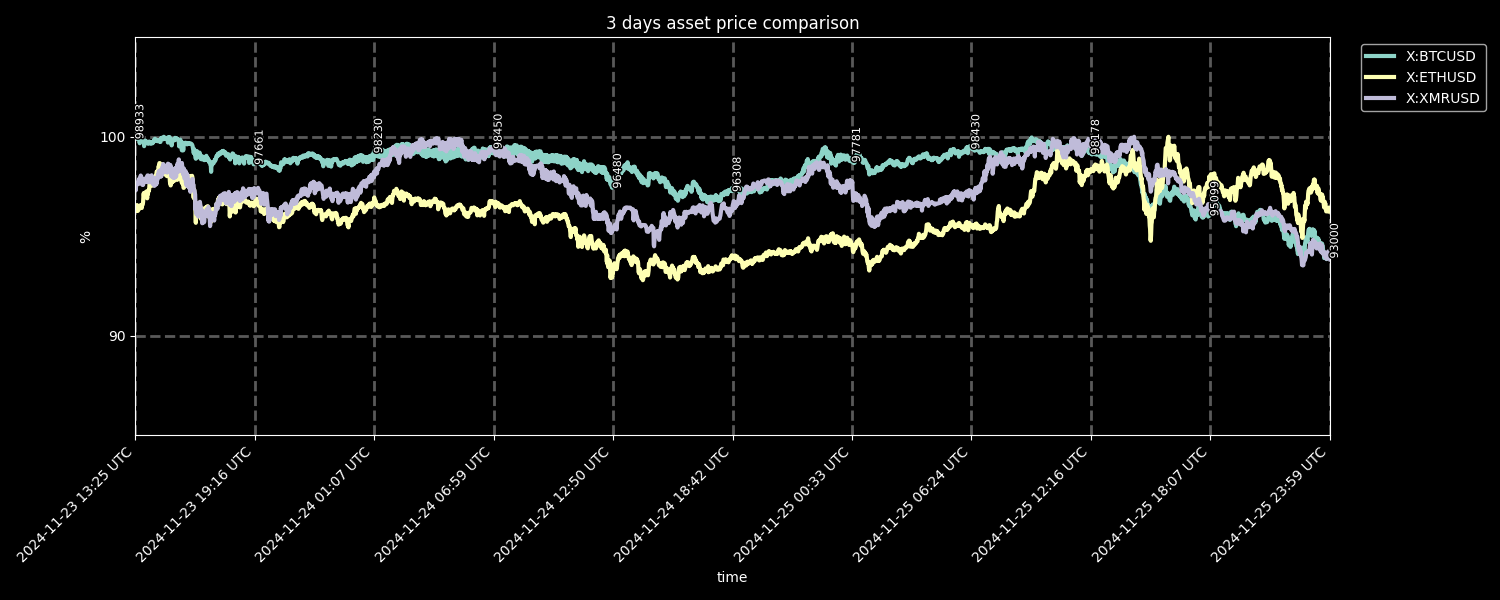 3 days asset price comparison
X:BTCUSD
X:ETHUSD
X:XMRUSD
%
100
90
98933
97661
98230
98450
96480
96308
97781
98430
98178
95099
93000
2024-11-23 13:25 UTC
2024-11-23 19:16 UTC
2024-11-24 01:07 UTC
2024-11-24 06:59 UTC
2024-11-24 12:50 UTC
2024-11-24 18:42 UTC
2024-11-25 00:33 UTC
2024-11-25 06:24 UTC
2024-11-25 12:16 UTC
2024-11-25 18:07 UTC
2024-11-25 23:59 UTC
time